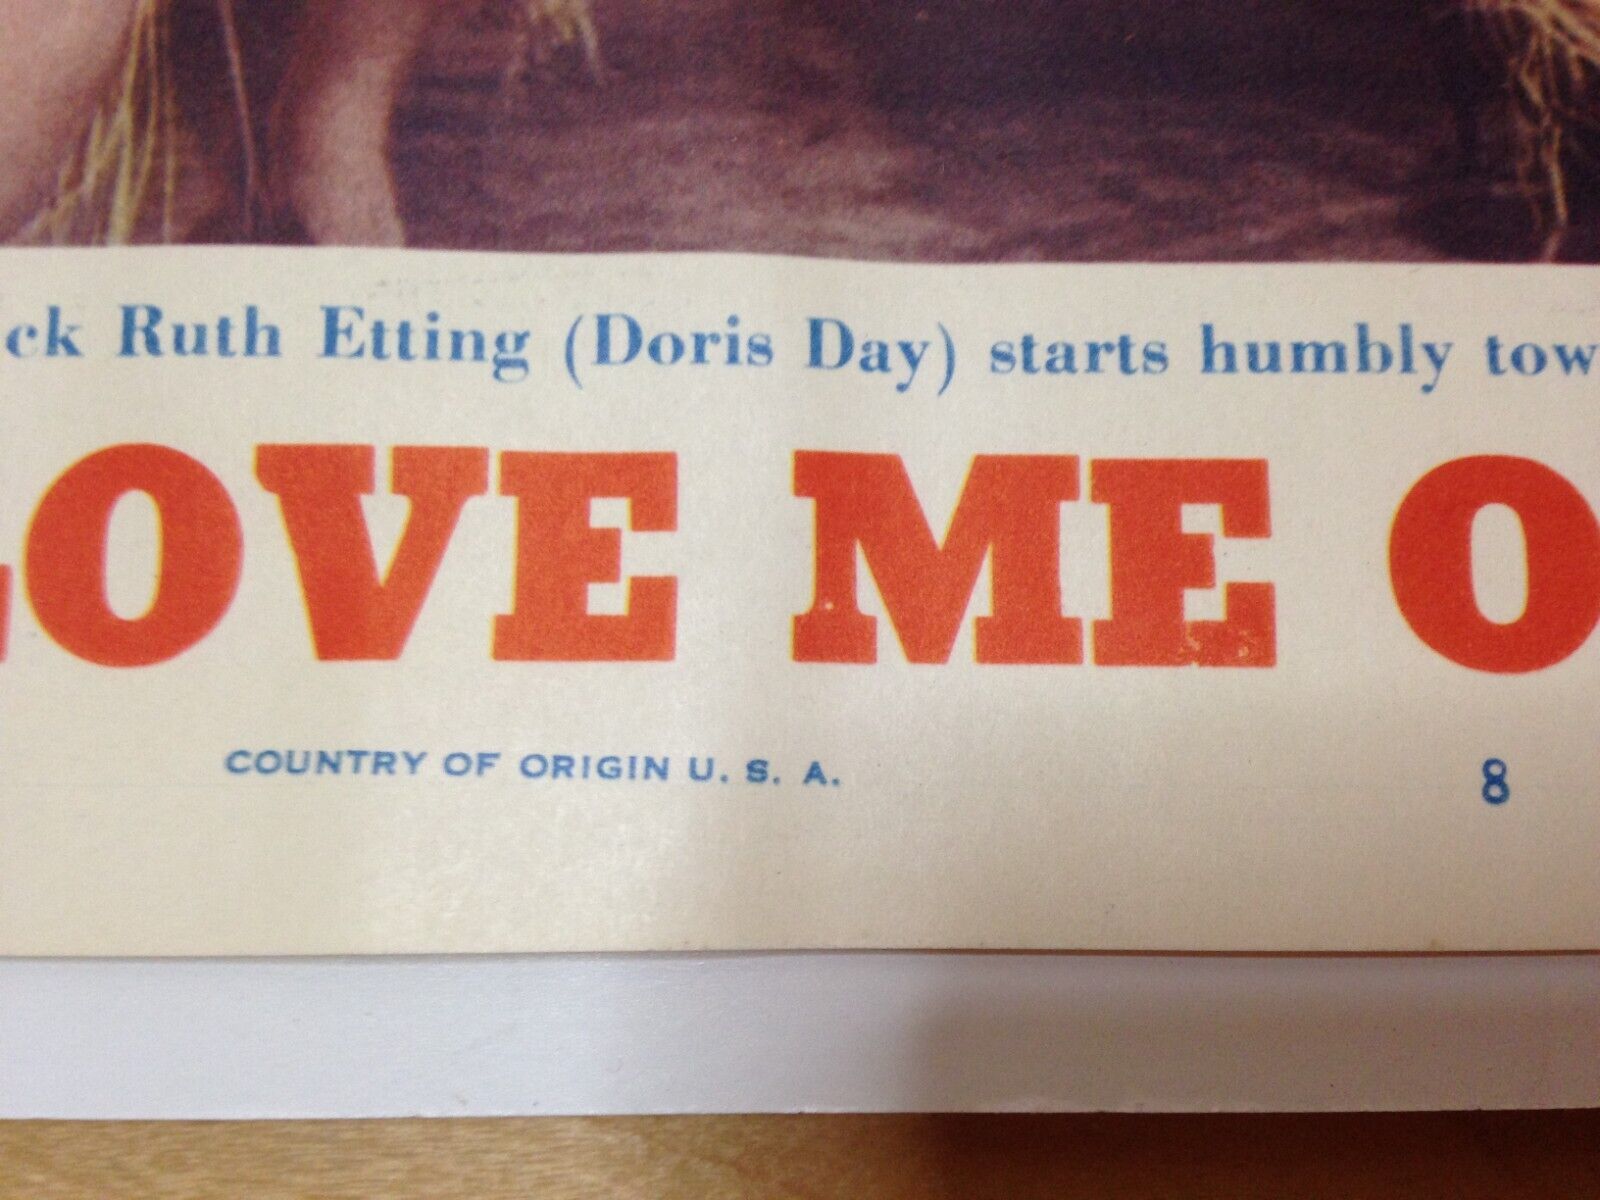 ck Ruth Etting (Doris Day) starts humbly tow
LOVE ME O
COUNTRY OF ORIGIN U. S. A.
8